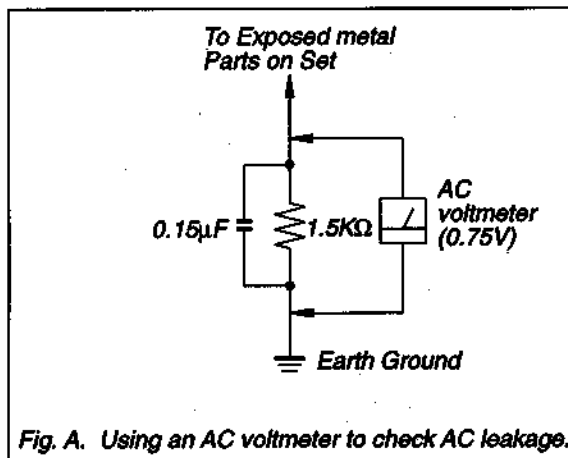 To Exposed metal
Parts on Set
0.15µF
1.5KΩ
AC
voltmeter
(0.75V)
Earth Ground
Fig. A. Using an AC voltmeter to check AC leakage.